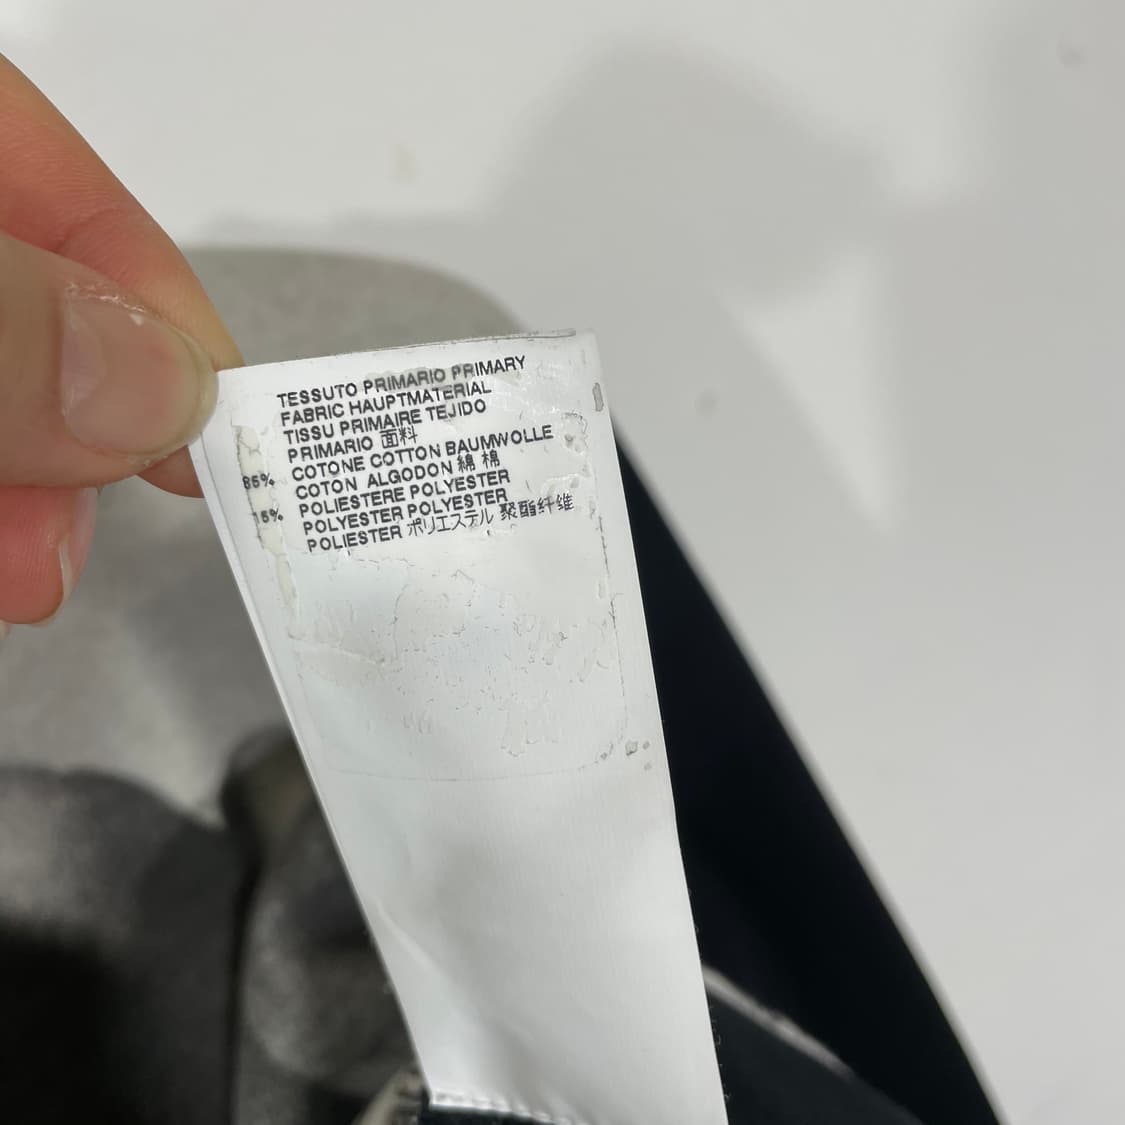 TESSUTO PRIMARIO PRIMARY
FABRIC HAUPTMATERIAL
TISSU PRIMAIRE TEJIDO
PRIMARIO 面料
85% COTONE COTTON BAUMWOLLE
COTON ALGODON 綿 棉
15% POLIESTERE POLYESTER
POLYESTER POLYESTER
POLIESTER ポリエステル 聚酯纤维